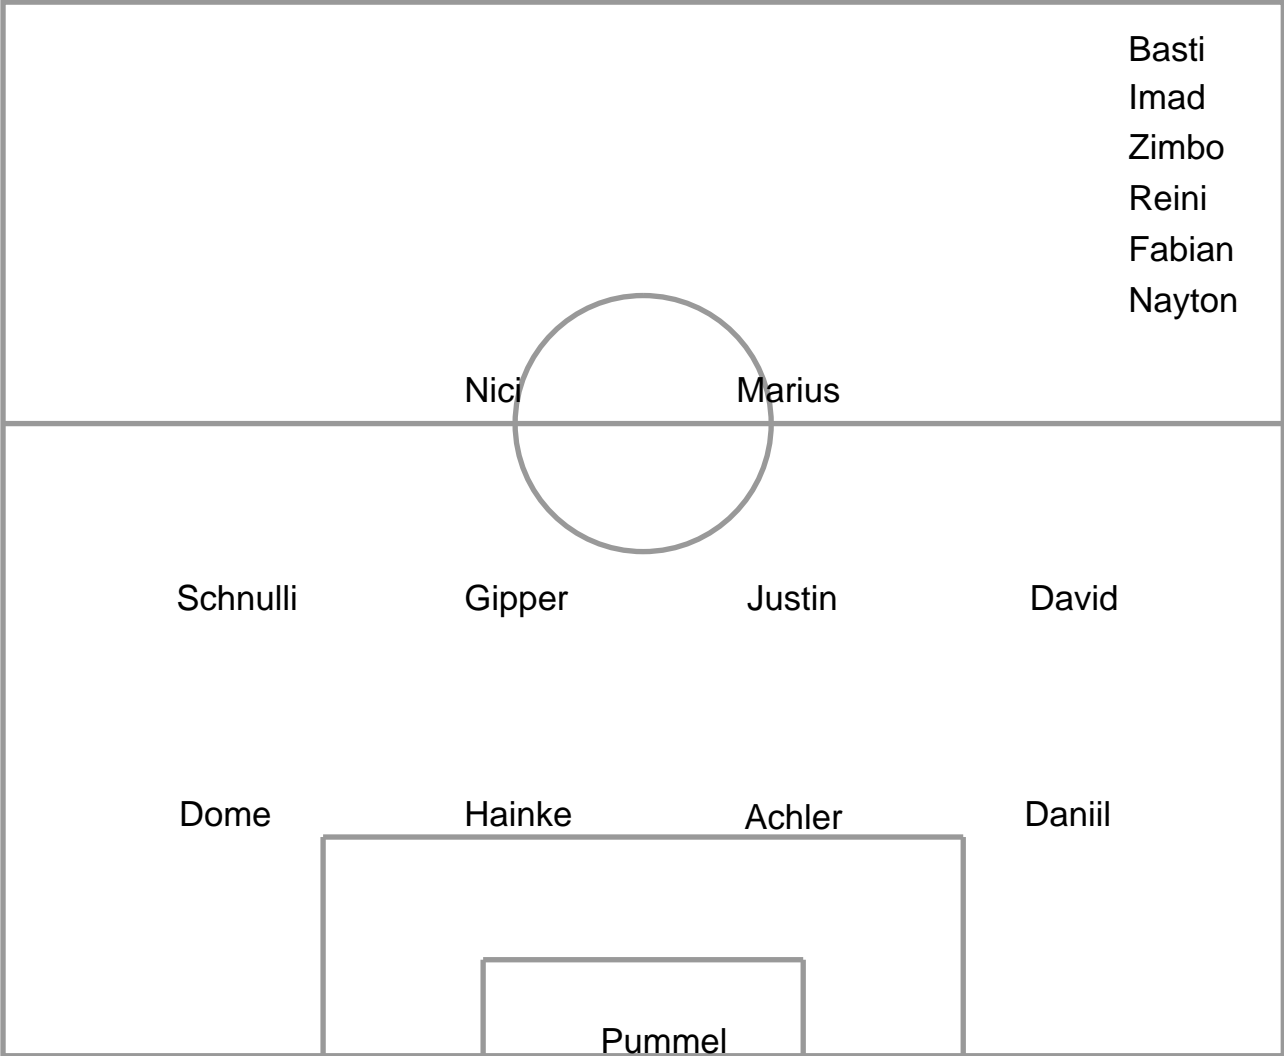 Basti
Imad
Zimbo
Reini
Fabian
Nayton
Nici Marius
Schnulli Gipper Justin David
Dome Hainke Achler Daniil
Pummel